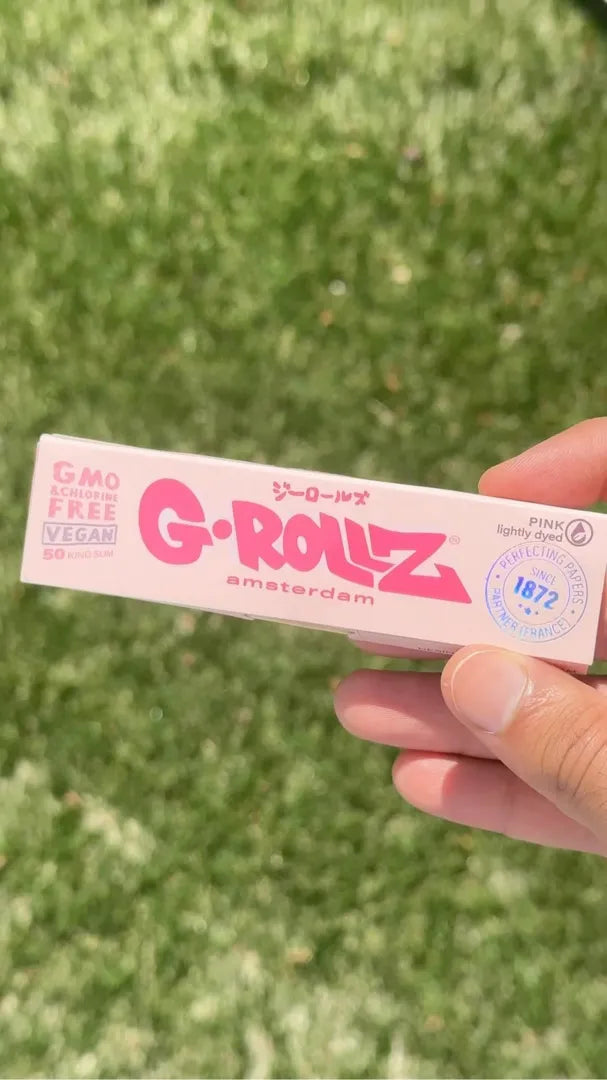 GMO
& CHLORINE
FREE
VEGAN
50 KING SLIM
ジーロールズ
G·ROLLZ®
amsterdam
PINK
lightly dyed
PERFECTING PAPERS
SINCE
1872
PARTNER (FRANCE)